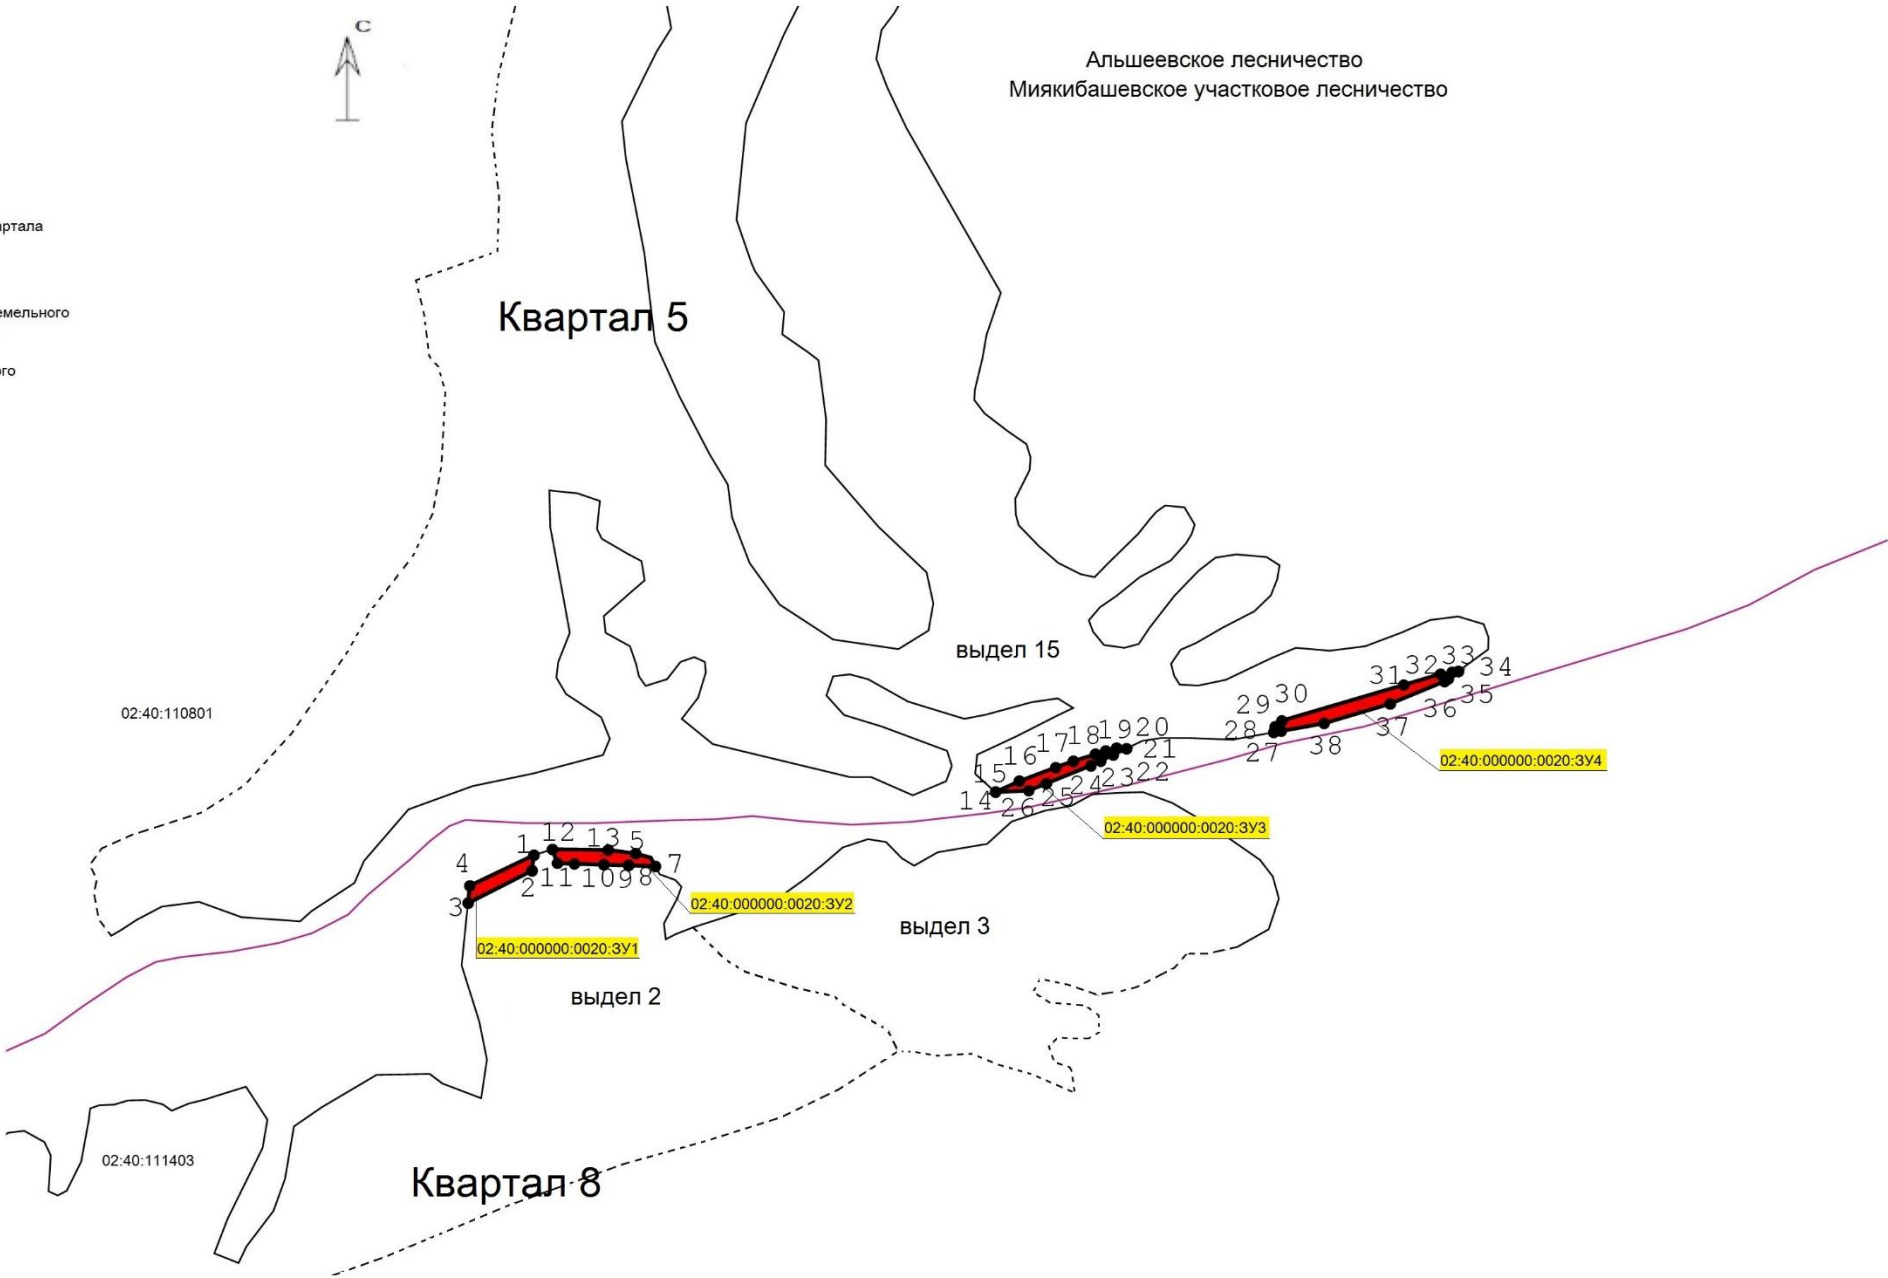 С
Альшеевское лесничество
Миякибашевское участковое лесничество
артала
Квартал 5
емельного
ого
выдел 15
02:40:110801
29 30 31 32 33 34
28 27 38 37 36 35
02:40:000000:0020:ЗУ4
15 16 17 18 19 20
14 26 25 24 23 22 21
02:40:000000:0020:ЗУ3
4 1 12 13 5 7
3 2 11 10 9 8
02:40:000000:0020:ЗУ2
выдел 3
02:40:000000:0020:ЗУ1
выдел 2
02:40:111403
Квартал 8